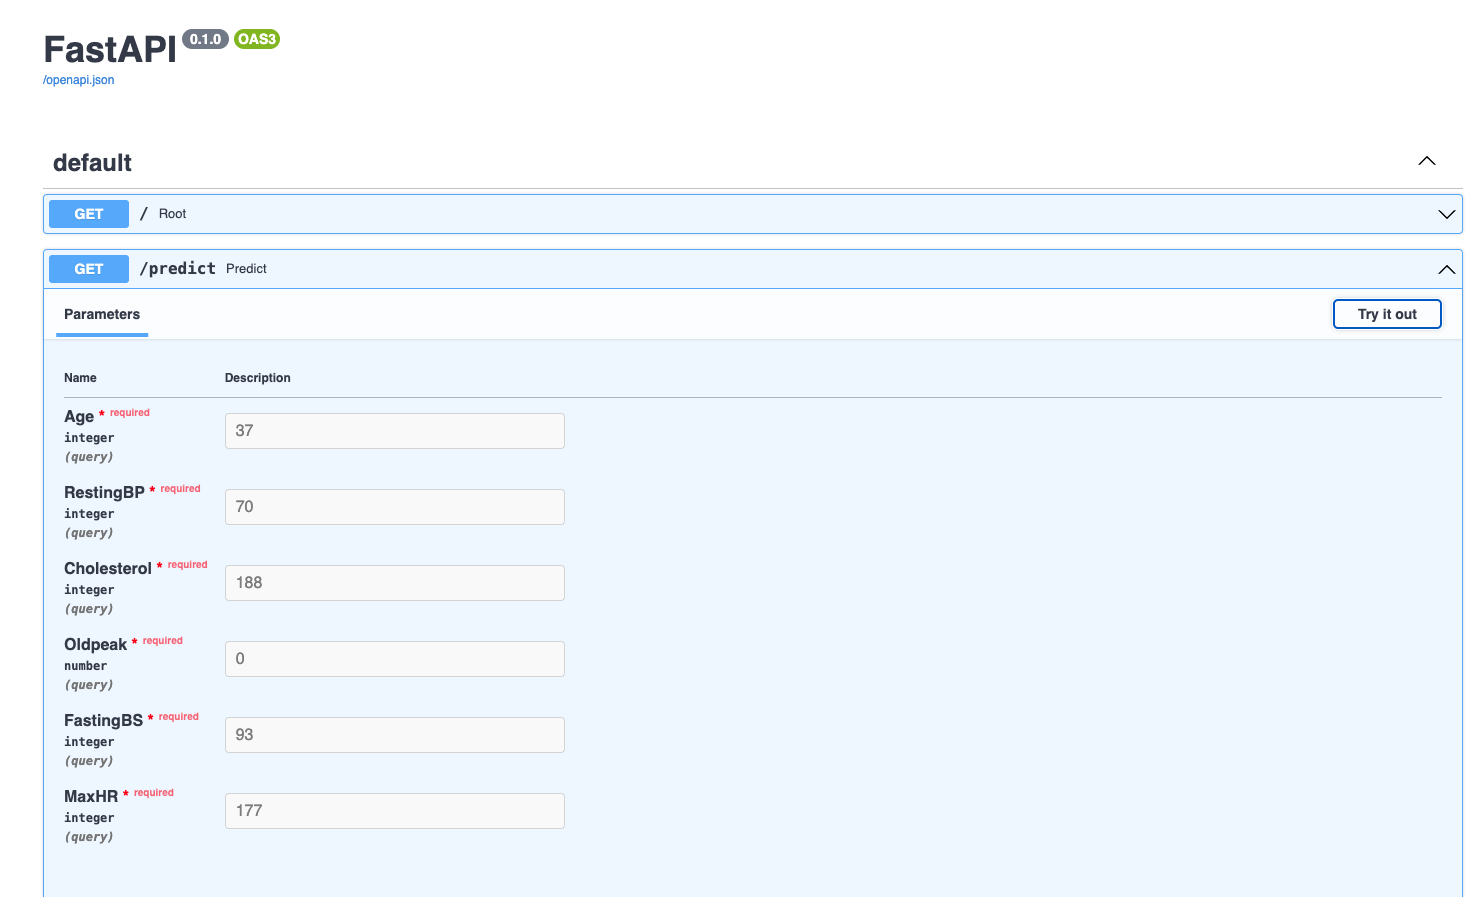 FastAPI 0.1.0 OAS3
/openapi.json
default
GET / Root
GET /predict Predict
Parameters
Try it out
Name Description
Age * required
integer
(query)
37
RestingBP * required
integer
(query)
70
Cholesterol * required
integer
(query)
188
Oldpeak * required
number
(query)
0
FastingBS * required
integer
(query)
93
MaxHR * required
integer
(query)
177